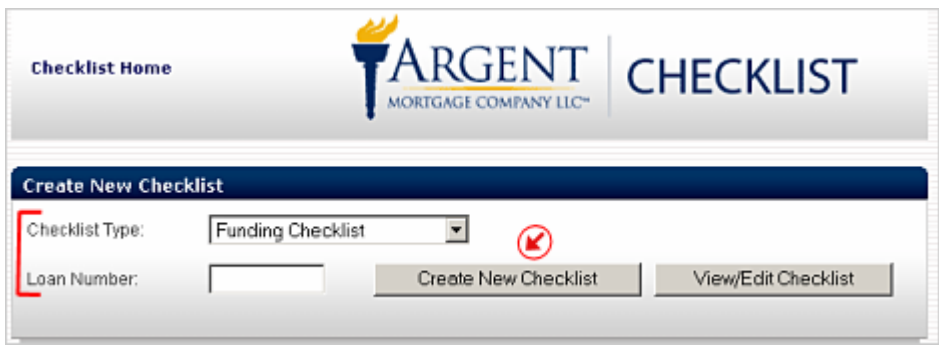 Checklist Home
ARGENT
MORTGAGE COMPANY LLC™
CHECKLIST
Create New Checklist
Checklist Type: Funding Checklist
Loan Number: Create New Checklist View/Edit Checklist